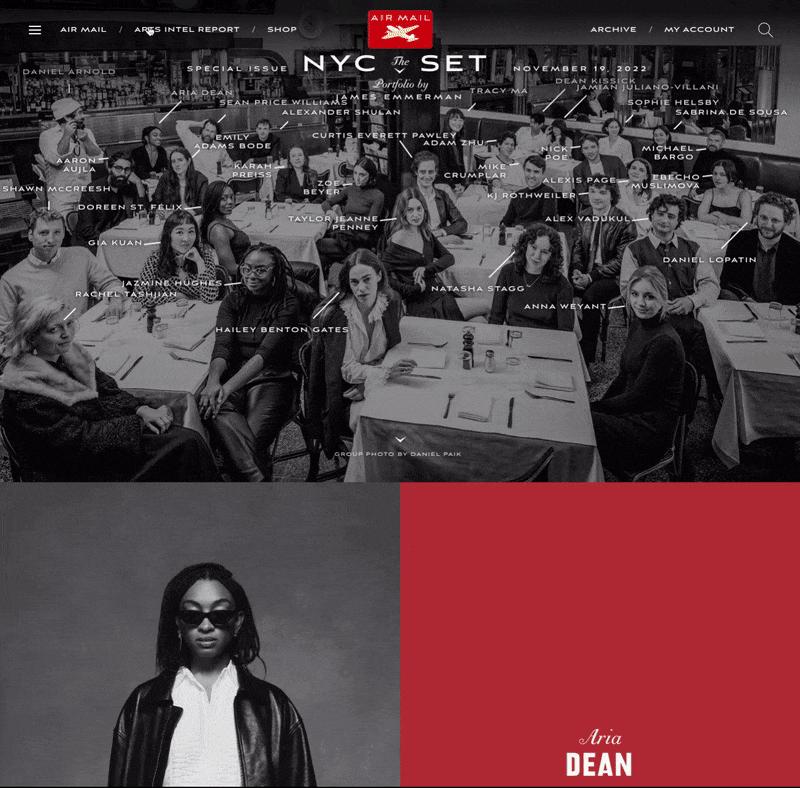 AIR MAIL / ARTS INTEL REPORT / SHOP
AIR MAIL
ARCHIVE / MY ACCOUNT
SPECIAL ISSUE
NYC The SET
NOVEMBER 19, 2022
Portfolio by
JAMES EMMERMAN
DANIEL ARNOLD
ARIA DEAN
SEAN PRICE WILLIAMS
ALEXANDER SHULAN
TRACY MA
DEAN KISSICK
JAMIAN JULIANO-VILLANI
SOPHIE HELSBY
SABRINA DE SOUSA
EMILY
ADAMS BODE
CURTIS EVERETT PAWLEY
ADAM ZHU
NICK
POE
MICHAEL
BARGO
AARON
AUJLA
KARAH
PREISS
MIKE
CRUMPLAR
ZOE
BEYER
ALEXIS PAGE
EBECHO
MUSLIMOVA
SHAWN McCREESH
KJ ROTHWEILER
DOREEN ST. FÉLIX
TAYLOR JEANNE
PENNEY
ALEX VADUKUL
GIA KUAN
DANIEL LOPATIN
JAZMINE HUGHES
RACHEL TASHJIAN
NATASHA STAGG
ANNA WEYANT
HAILEY BENTON GATES
GROUP PHOTO BY DANIEL PAIK
Aria
DEAN